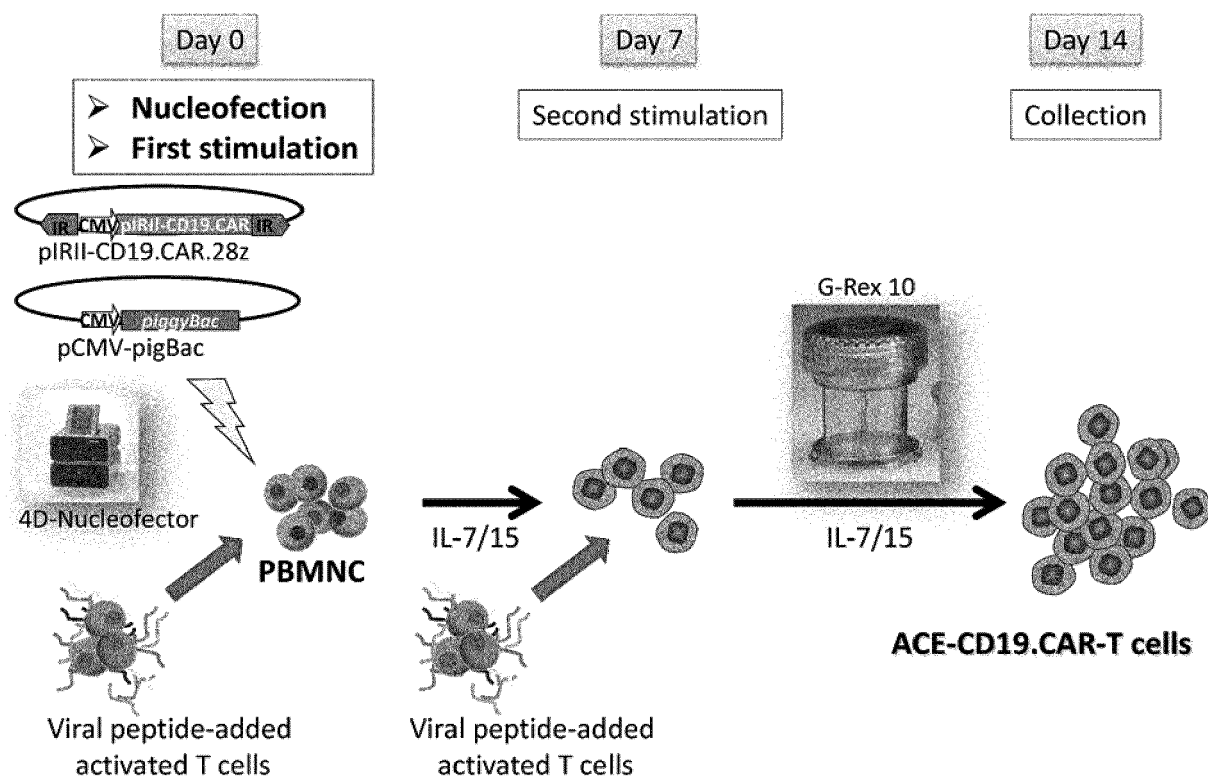 Day 0
Day 7
Day 14
➢ Nucleofection
➢ First stimulation
Second stimulation
Collection
IR CMV pIRII-CD19.CAR IR
pIRII-CD19.CAR.28z
CMV piggyBac
pCMV-pigBac
G-Rex 10
4D-Nucleofector
PBMNC
IL-7/15
IL-7/15
ACE-CD19.CAR-T cells
Viral peptide-added
activated T cells
Viral peptide-added
activated T cells